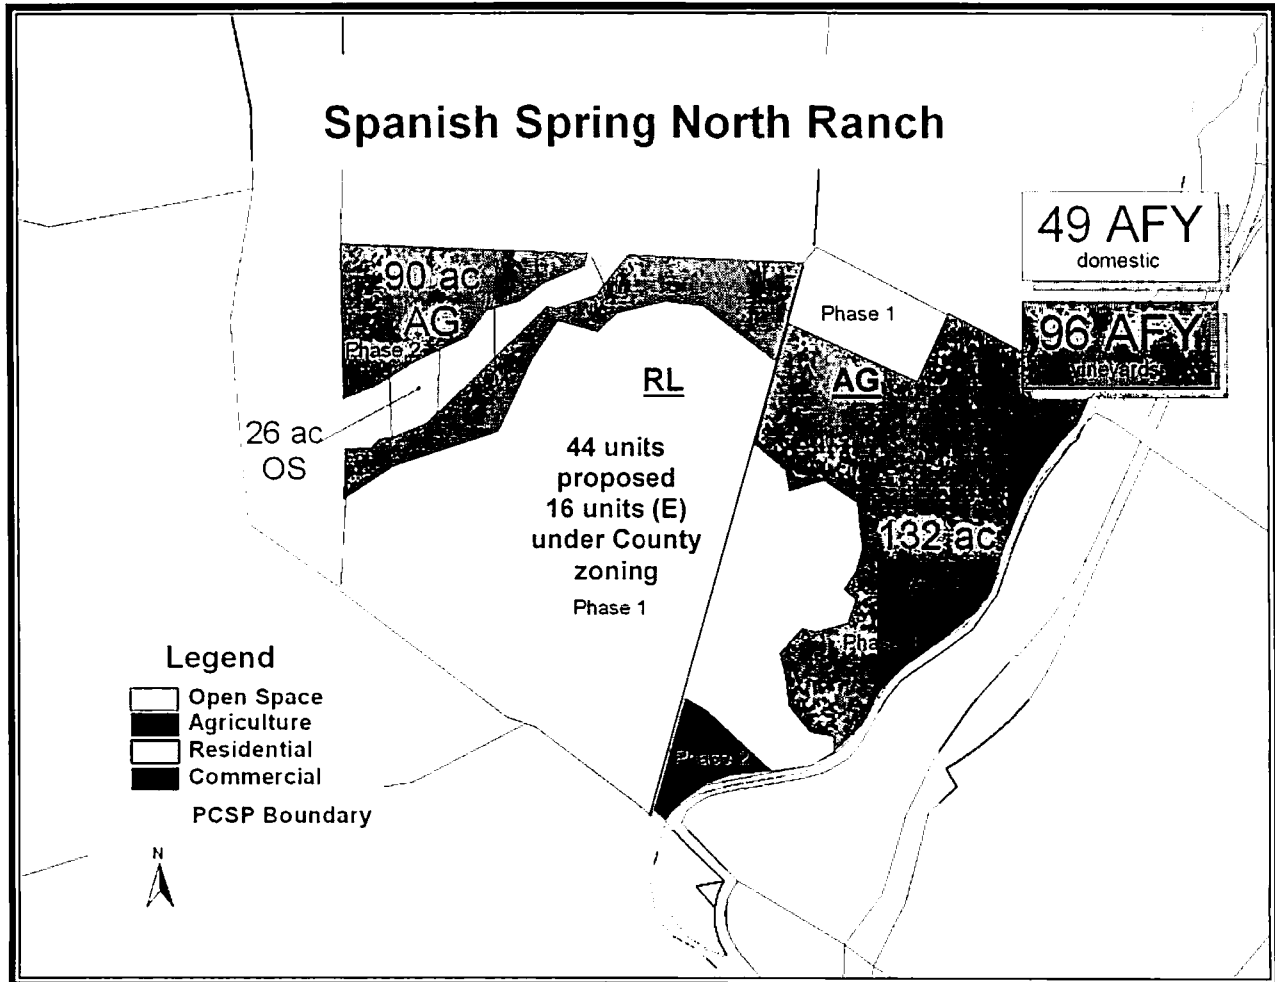 Spanish Spring North Ranch
49 AFY
domestic
96 AFY
90 ac
AG
Phase 2
Phase 1
RL
AG
26 ac
OS
44 units
proposed
16 units (E)
under County
zoning
Phase 1
132 ac
Phase 2
Legend
Open Space
Agriculture
Residential
Commercial
PCSP Boundary
N